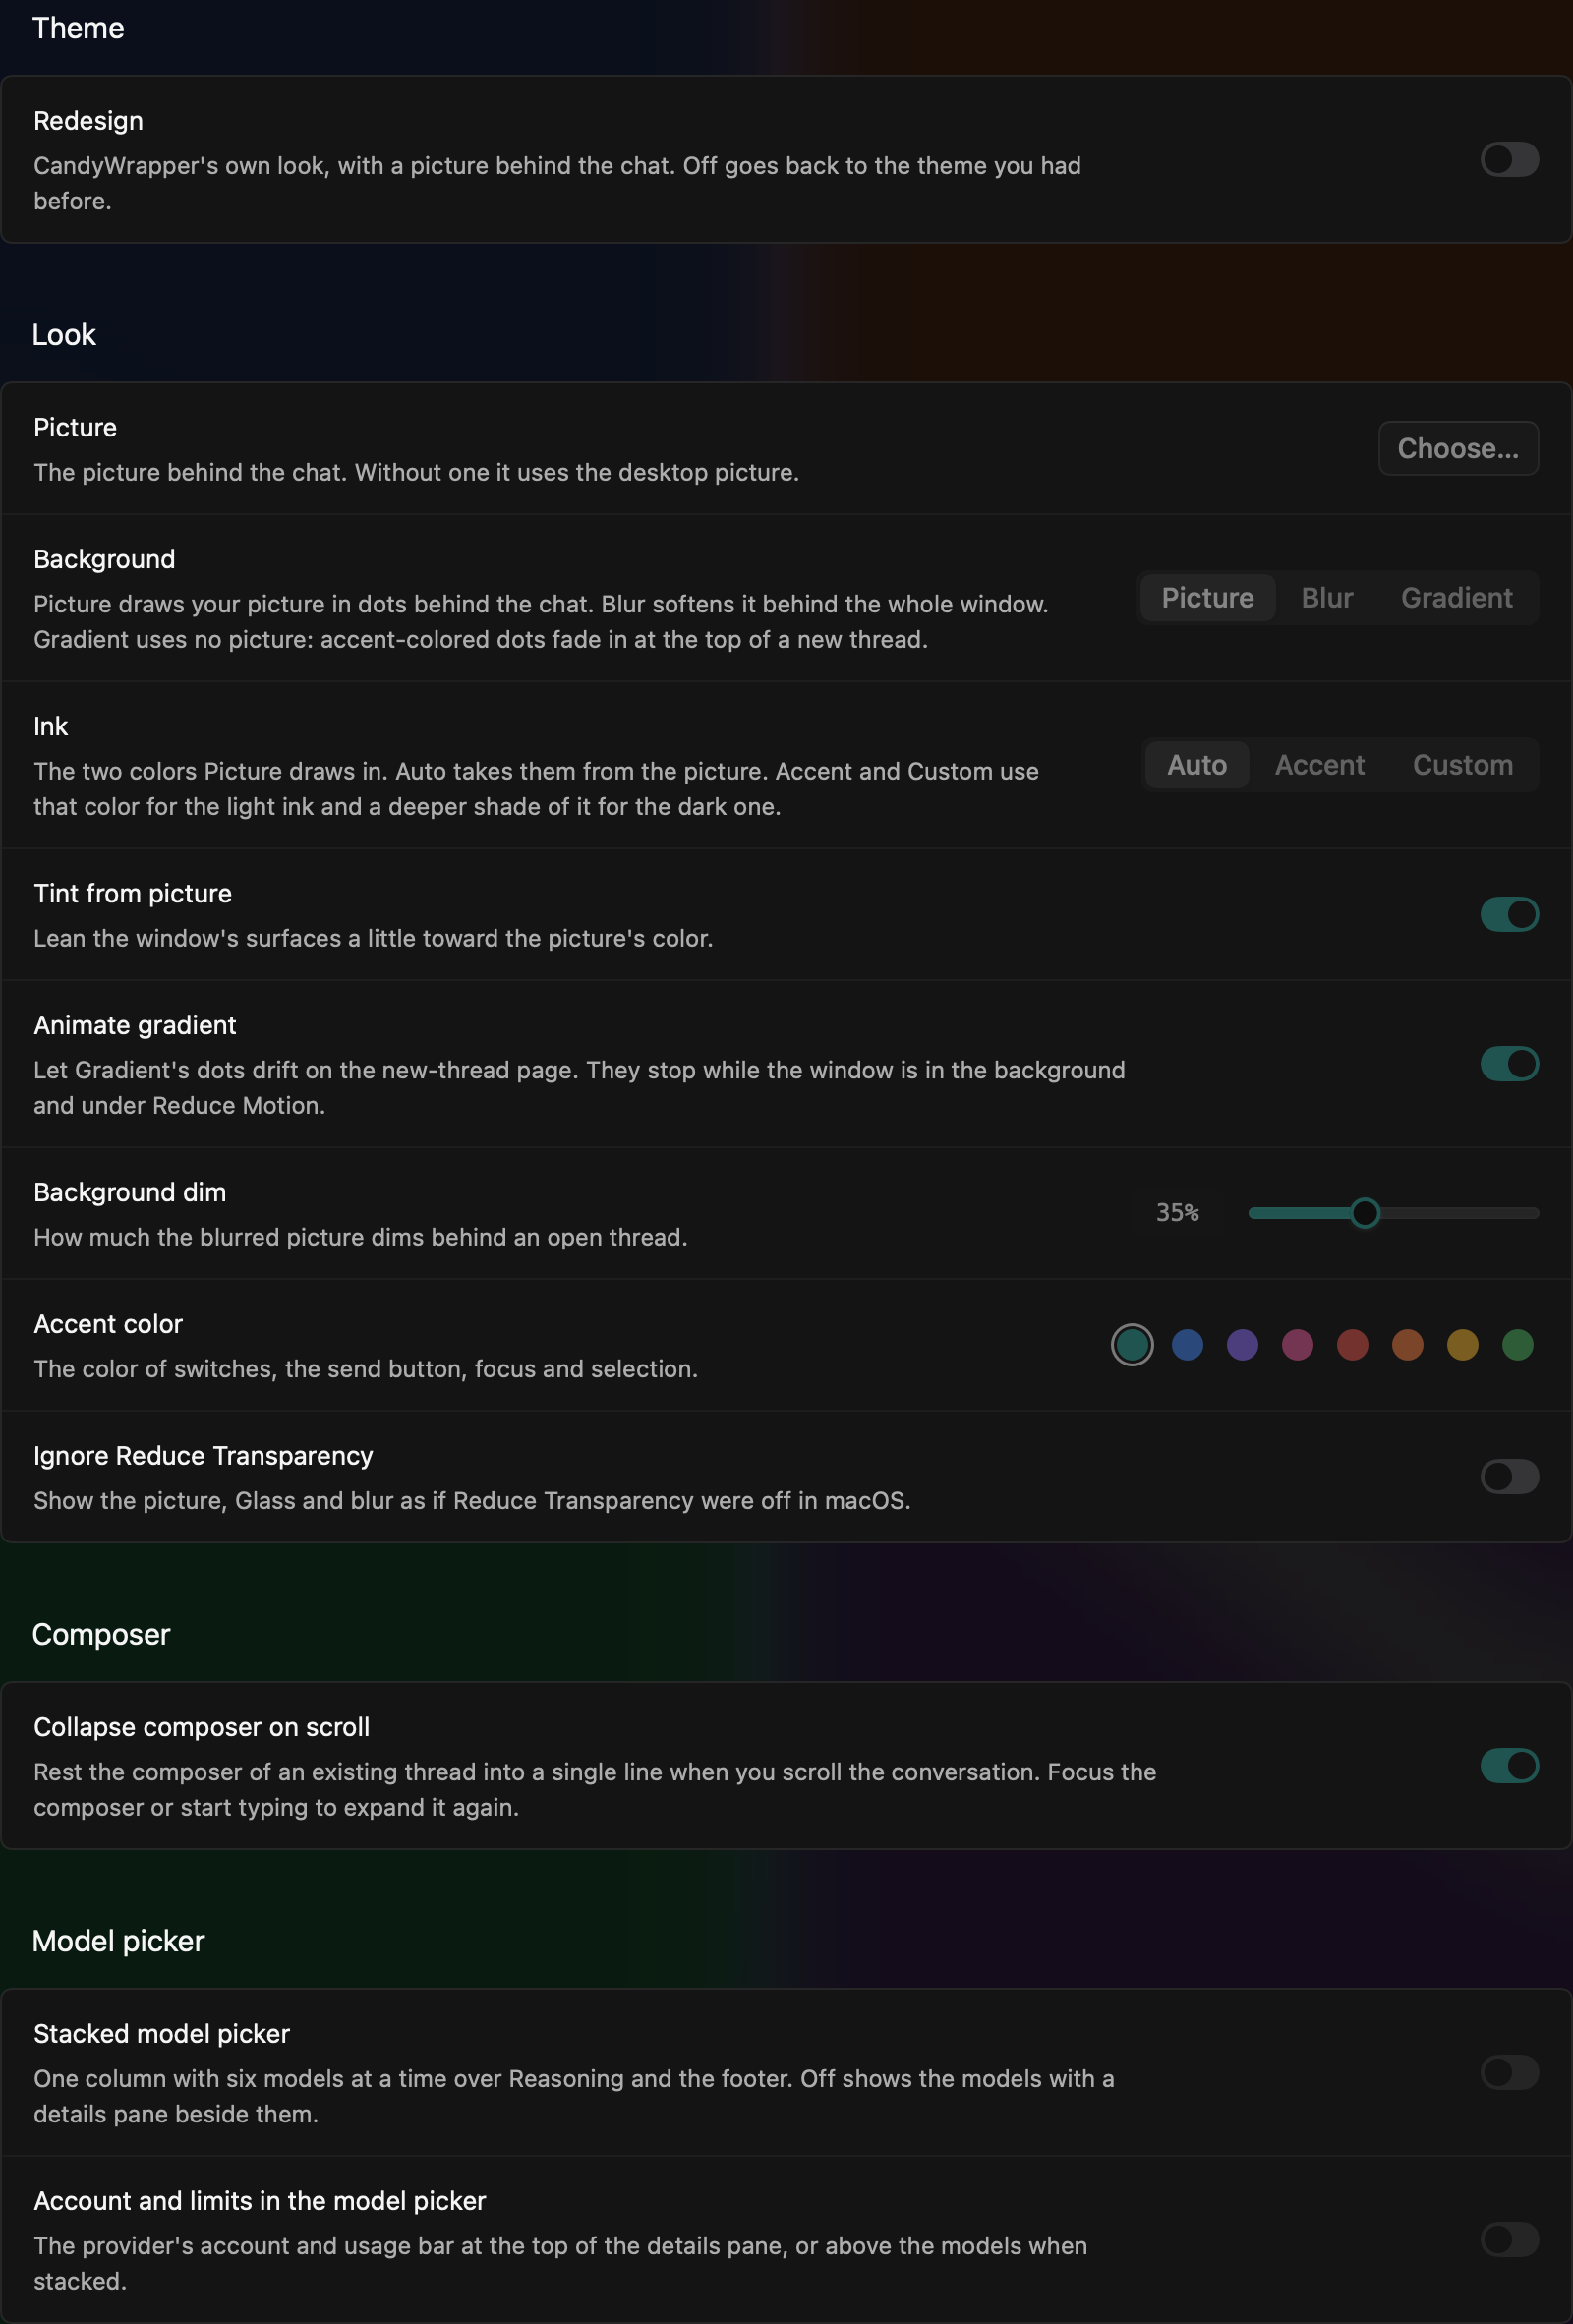 Theme
Redesign
CandyWrapper's own look, with a picture behind the chat. Off goes back to the theme you had
before.
Look
Picture
The picture behind the chat. Without one it uses the desktop picture.
Choose...
Background
Picture draws your picture in dots behind the chat. Blur softens it behind the whole window.
Gradient uses no picture: accent-colored dots fade in at the top of a new thread.
Picture Blur Gradient
Ink
The two colors Picture draws in. Auto takes them from the picture. Accent and Custom use
that color for the light ink and a deeper shade of it for the dark one.
Auto Accent Custom
Tint from picture
Lean the window's surfaces a little toward the picture's color.
Animate gradient
Let Gradient's dots drift on the new-thread page. They stop while the window is in the background
and under Reduce Motion.
Background dim
How much the blurred picture dims behind an open thread.
35%
Accent color
The color of switches, the send button, focus and selection.
Ignore Reduce Transparency
Show the picture, Glass and blur as if Reduce Transparency were off in macOS.
Composer
Collapse composer on scroll
Rest the composer of an existing thread into a single line when you scroll the conversation. Focus the
composer or start typing to expand it again.
Model picker
Stacked model picker
One column with six models at a time over Reasoning and the footer. Off shows the models with a
details pane beside them.
Account and limits in the model picker
The provider's account and usage bar at the top of the details pane, or above the models when
stacked.